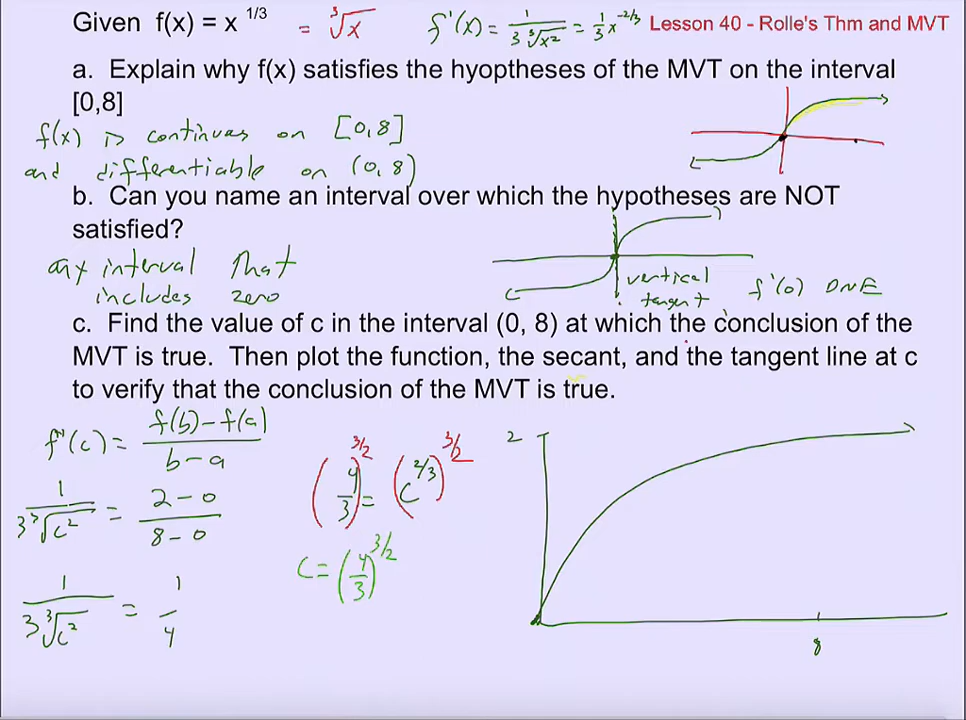 Given f(x) = x^1/3 = ∛x f'(x) = 1/(3∛x²) = 1/3 x^-2/3 Lesson 40 - Rolle's Thm and MVT
a. Explain why f(x) satisfies the hyoptheses of the MVT on the interval
[0,8]
f(x) is continuas on [0,8]
and differentiable on (0,8)
b. Can you name an interval over which the hypotheses are NOT
satisfied?
any interval that
includes zero
vertical
tangent
f'(0) DNE
c. Find the value of c in the interval (0, 8) at which the conclusion of the
MVT is true. Then plot the function, the secant, and the tangent line at c
to verify that the conclusion of the MVT is true.
f'(c) = (f(b)-f(a))/(b-a)
1/(3∛c²) = (2-0)/(8-0)
1/(3∛c²) = 1/4
(4/3)^3/2 = (c^2/3)^3/2
c = (4/3)^3/2
2
8